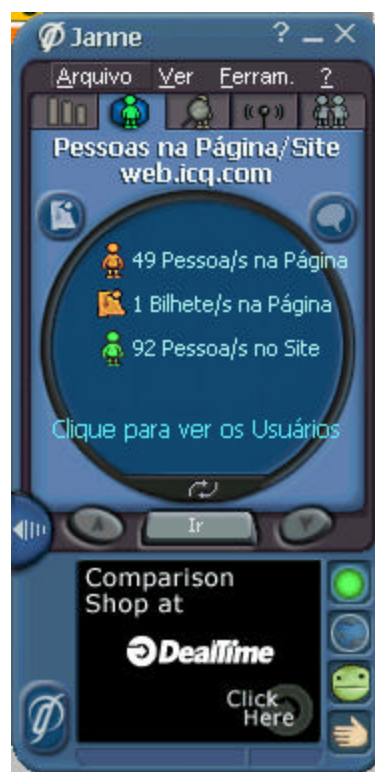 Janne
? _ X
Arquivo Ver Ferram. ?
Pessoas na Página/Site
web.icq.com
49 Pessoa/s na Página
1 Bilhete/s na Página
92 Pessoa/s no Site
Clique para ver os Usuários
Ir
Comparison
Shop at
DealTime
Click
Here